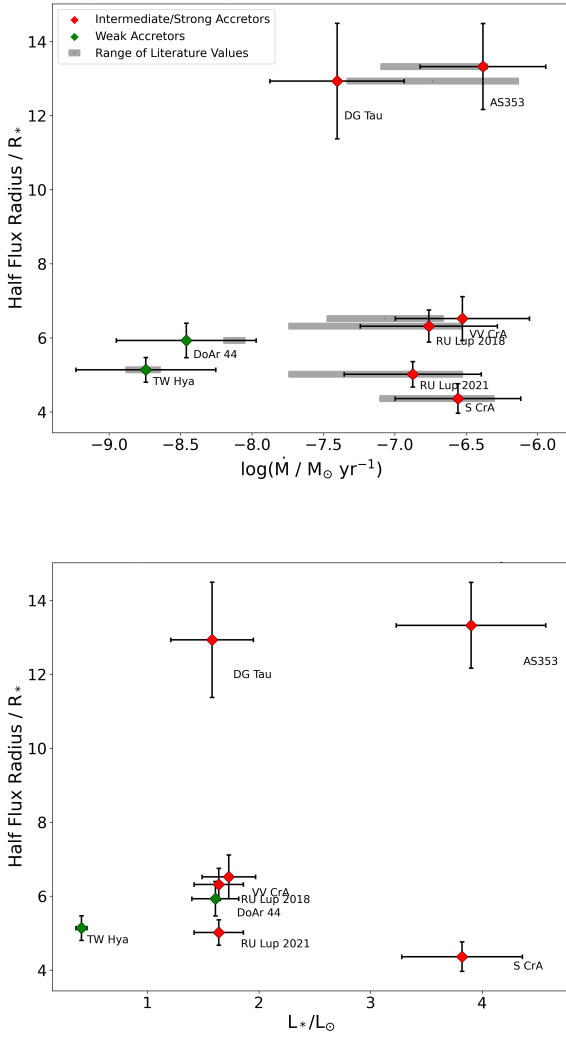 Intermediate/Strong Accretors
Weak Accretors
Range of Literature Values
14
12
10
8
6
4
Half Flux Radius / R*
AS353
DG Tau
VV CrA
RU Lup 2018
DoAr 44
TW Hya
RU Lup 2021
S CrA
−9.0 −8.5 −8.0 −7.5 −7.0 −6.5 −6.0
log(Ṁ / M⊙ yr⁻¹)
14
12
10
8
6
4
Half Flux Radius / R*
AS353
DG Tau
VV CrA
RU Lup 2018
DoAr 44
TW Hya
RU Lup 2021
S CrA
1 2 3 4
L*/L⊙